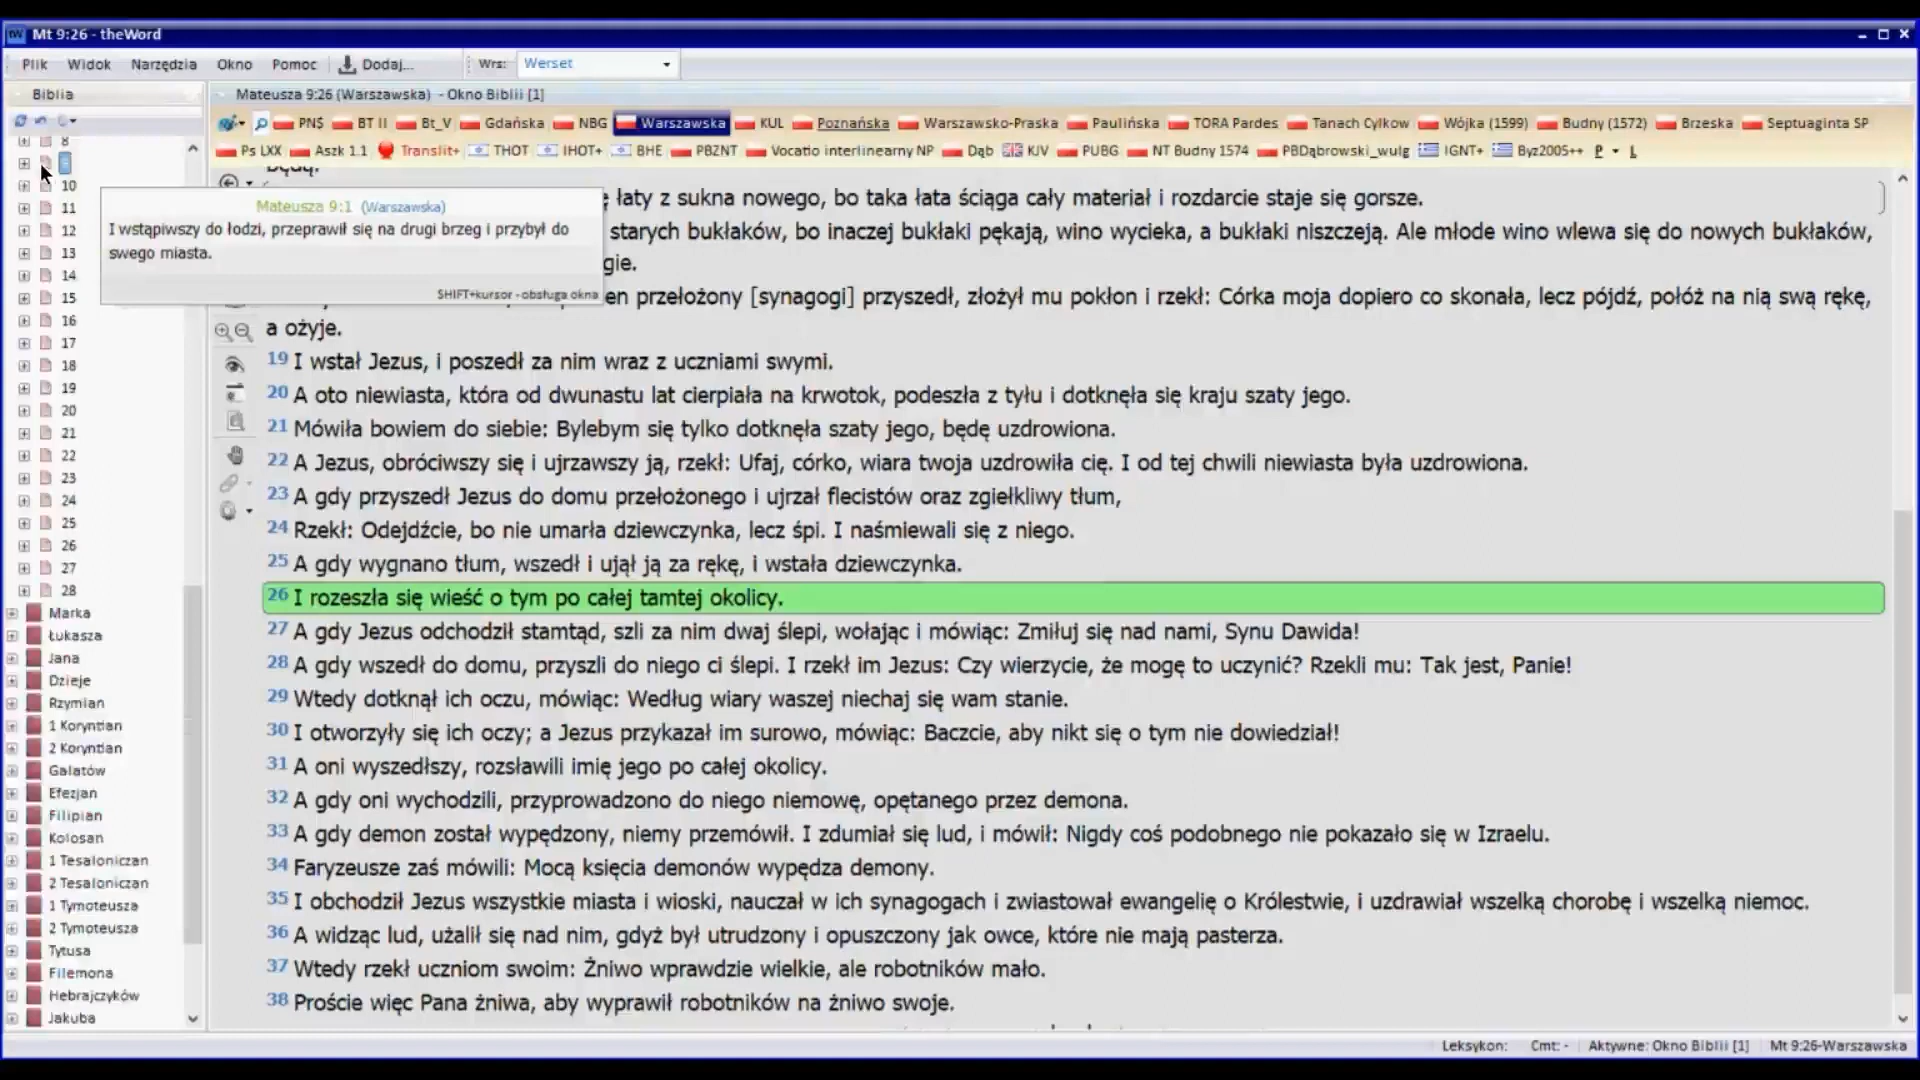 Mt 9:26 - theWord
Plik Widok Narzędzia Okno Pomoc Dodaj... Wrs: Werset
Biblia
Mateusza 9:26 (Warszawska) - Okno Biblii [1]
PNŚ BT II Bt_V Gdańska NBG Warszawska KUL Poznańska Warszawsko-Praska Paulińska TORA Pardes Tanach Cylkow Wójka (1599) Budny (1572) Brzeska Septuaginta SP
Ps LXX Aszk 1.1 Translit+ THOT IHOT+ BHE PBZNT Vocatio interlinearny NP Dąb KJV PUBG NT Budny 1574 PBDąbrowski_wulg IGNT+ Byz2005++ P L
8
9
10
11
12
13
14
15
16
17
18
19
20
21
22
23
24
25
26
27
28
Marka
Łukasza
Jana
Dzieje
Rzymian
1 Koryntian
2 Koryntian
Galatów
Efezjan
Filipian
Kolosan
1 Tesaloniczan
2 Tesaloniczan
1 Tymoteusza
2 Tymoteusza
Tytusa
Filemona
Hebrajczyków
Jakuba
Mateusza 9:1 (Warszawska)
I wstąpiwszy do łodzi, przeprawił się na drugi brzeg i przybył do
swego miasta.
SHIFT+kursor - obsługa okna
będą.
łaty z sukna nowego, bo taka łata ściąga cały materiał i rozdarcie staje się gorsze.
starych bukłaków, bo inaczej bukłaki pękają, wino wycieka, a bukłaki niszczeją. Ale młode wino wlewa się do nowych bukłaków,
gie.
en przełożony [synagogi] przyszedł, złożył mu pokłon i rzekł: Córka moja dopiero co skonała, lecz pójdź, połóż na nią swą rękę,
a ożyje.
19 I wstał Jezus, i poszedł za nim wraz z uczniami swymi.
20 A oto niewiasta, która od dwunastu lat cierpiała na krwotok, podeszła z tyłu i dotknęła się kraju szaty jego.
21 Mówiła bowiem do siebie: Bylebym się tylko dotknęła szaty jego, będę uzdrowiona.
22 A Jezus, obróciwszy się i ujrzawszy ją, rzekł: Ufaj, córko, wiara twoja uzdrowiła cię. I od tej chwili niewiasta była uzdrowiona.
23 A gdy przyszedł Jezus do domu przełożonego i ujrzał flecistów oraz zgiełkliwy tłum,
24 Rzekł: Odejdźcie, bo nie umarła dziewczynka, lecz śpi. I naśmiewali się z niego.
25 A gdy wygnano tłum, wszedł i ujął ją za rękę, i wstała dziewczynka.
26 I rozeszła się wieść o tym po całej tamtej okolicy.
27 A gdy Jezus odchodził stamtąd, szli za nim dwaj ślepi, wołając i mówiąc: Zmiłuj się nad nami, Synu Dawida!
28 A gdy wszedł do domu, przyszli do niego ci ślepi. I rzekł im Jezus: Czy wierzycie, że mogę to uczynić? Rzekli mu: Tak jest, Panie!
29 Wtedy dotknął ich oczu, mówiąc: Według wiary waszej niechaj się wam stanie.
30 I otworzyły się ich oczy; a Jezus przykazał im surowo, mówiąc: Baczcie, aby nikt się o tym nie dowiedział!
31 A oni wyszedłszy, rozsławili imię jego po całej okolicy.
32 A gdy oni wychodzili, przyprowadzono do niego niemowę, opętanego przez demona.
33 A gdy demon został wypędzony, niemy przemówił. I zdumiał się lud, i mówił: Nigdy coś podobnego nie pokazało się w Izraelu.
34 Faryzeusze zaś mówili: Mocą księcia demonów wypędza demony.
35 I obchodził Jezus wszystkie miasta i wioski, nauczał w ich synagogach i zwiastował ewangelię o Królestwie, i uzdrawiał wszelką chorobę i wszelką niemoc.
36 A widząc lud, użalił się nad nim, gdyż był utrudzony i opuszczony jak owce, które nie mają pasterza.
37 Wtedy rzekł uczniom swoim: Żniwo wprawdzie wielkie, ale robotników mało.
38 Proście więc Pana żniwa, aby wyprawił robotników na żniwo swoje.
Leksykon: Cmt: - Aktywne: Okno Biblii [1] Mt 9:26-Warszawska